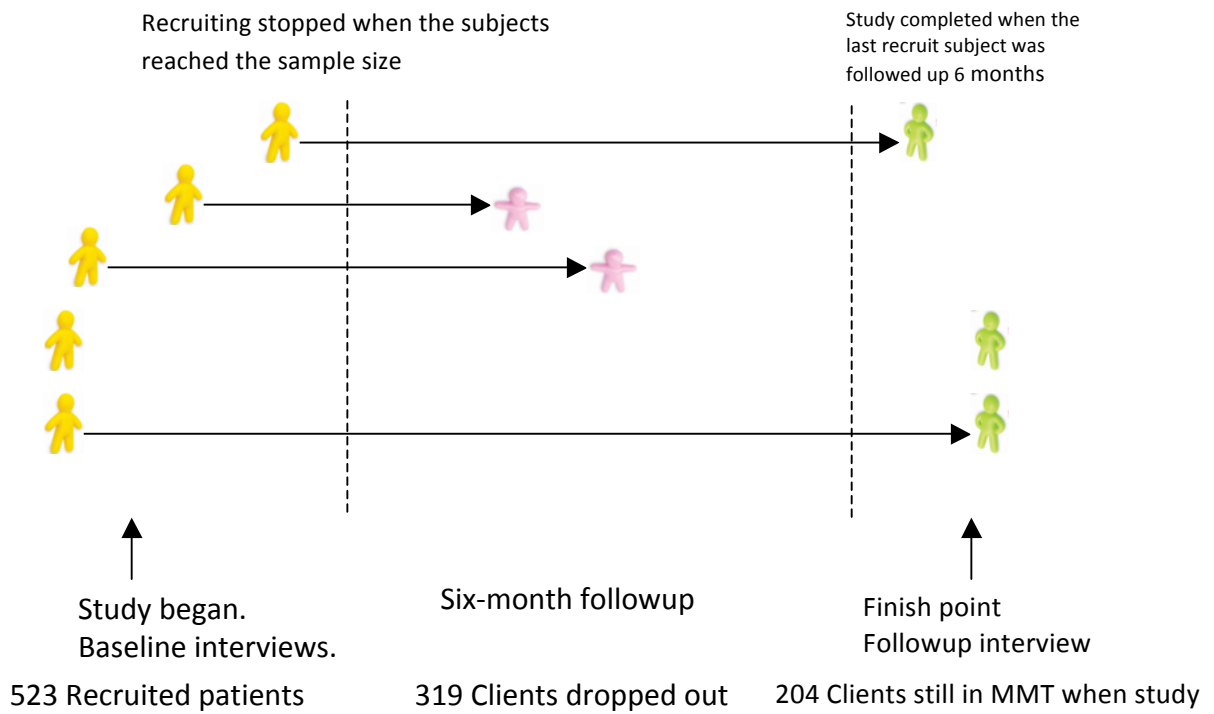 Recruiting stopped when the subjects
reached the sample size
Study completed when the
last recruit subject was
followed up 6 months
Study began.
Baseline interviews.
Six-month followup
Finish point
Followup interview
523 Recruited patients
319 Clients dropped out
204 Clients still in MMT when study